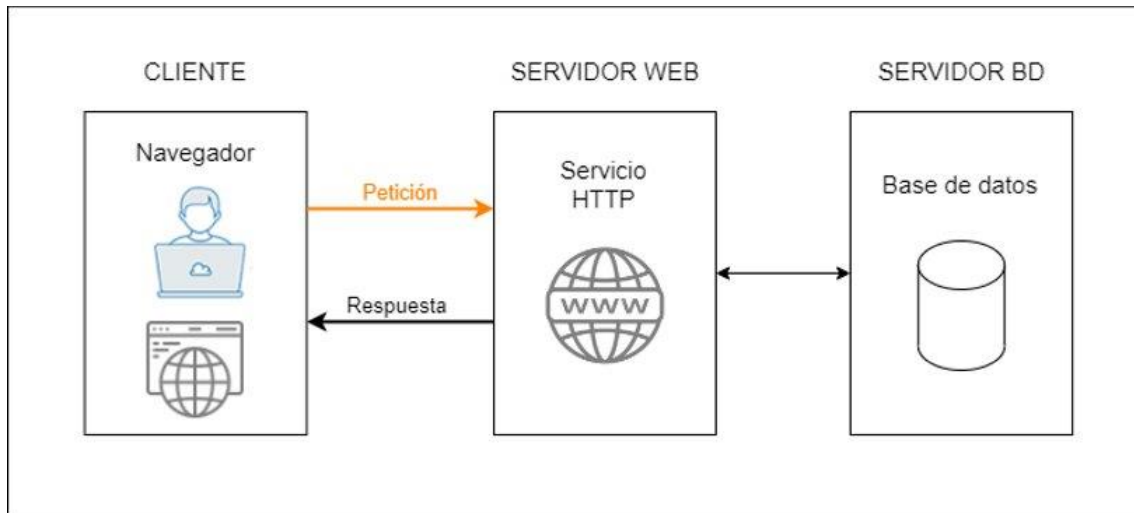 CLIENTE
SERVIDOR WEB
SERVIDOR BD
Navegador
Petición
Respuesta
Servicio
HTTP
WWW
Base de datos